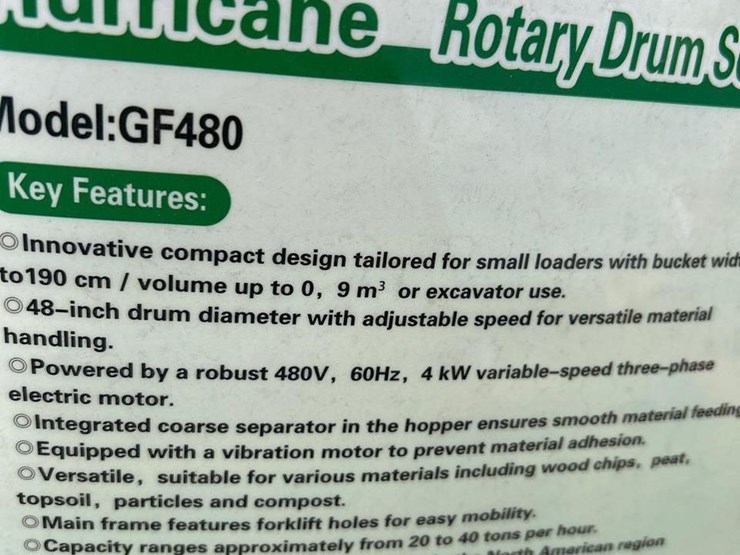 Hurricane Rotary Drum
Model:GF480
Key Features:
◎Innovative compact design tailored for small loaders with bucket
to190 cm / volume up to 0, 9 m³ or excavator use.
◎48-inch drum diameter with adjustable speed for versatile material
handling.
◎Powered by a robust 480V, 60Hz, 4 kW variable-speed three-phase
electric motor.
◎Integrated coarse separator in the hopper ensures smooth material feeding
◎Equipped with a vibration motor to prevent material adhesion.
◎Versatile, suitable for various materials including wood chips, peat,
topsoil, particles and compost.
◎Main frame features forklift holes for easy mobility.
◎Capacity ranges approximately from 20 to 40 tons per hour.
North American region